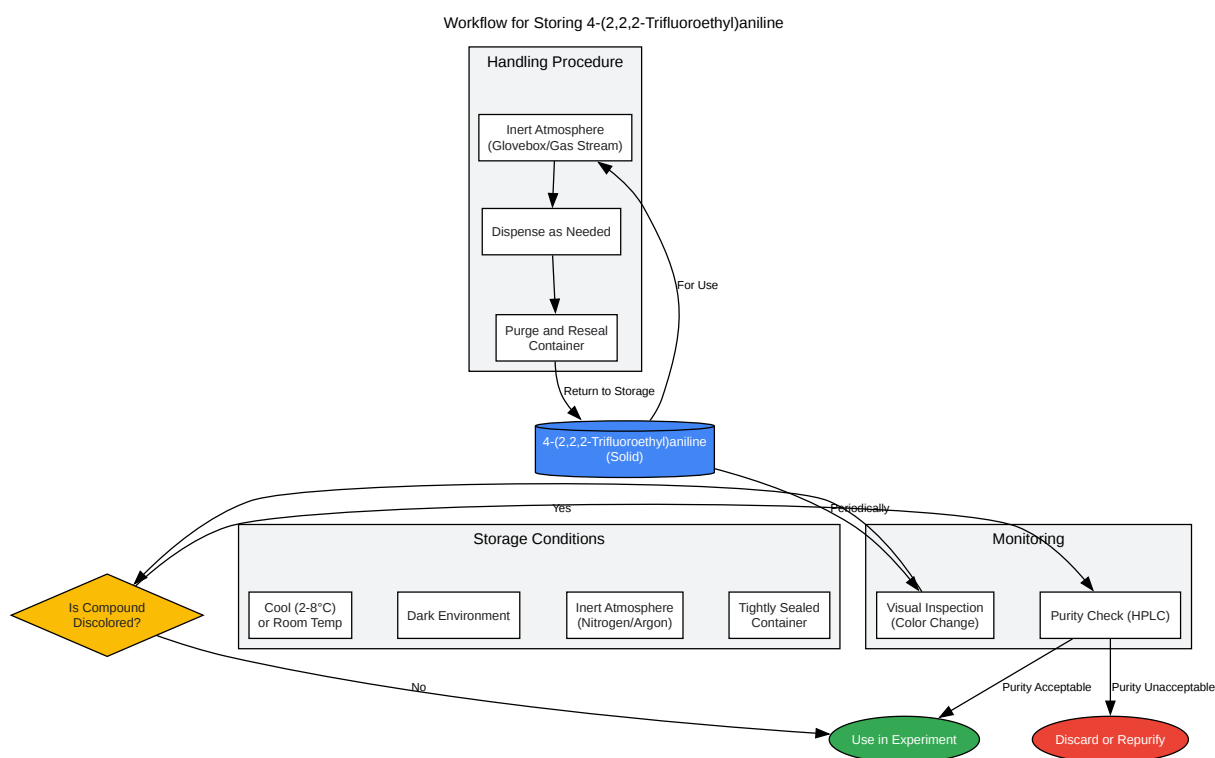 Workflow for Storing 4-(2,2,2-Trifluoroethyl)aniline
Handling Procedure
Inert Atmosphere
(Glovebox/Gas Stream)
Dispense as Needed
For Use
Purge and Reseal
Container
Return to Storage
4-(2,2,2-Trifluoroethyl)aniline
(Solid)
Yes
Periodically
Storage Conditions
Monitoring
Is Compound
Discolored?
Cool (2-8°C)
or Room Temp
Dark Environment
Inert Atmosphere
(Nitrogen/Argon)
Tightly Sealed
Container
Visual Inspection
(Color Change)
Purity Check (HPLC)
No
Purity Acceptable
Purity Unacceptable
Use in Experiment
Discard or Repurify